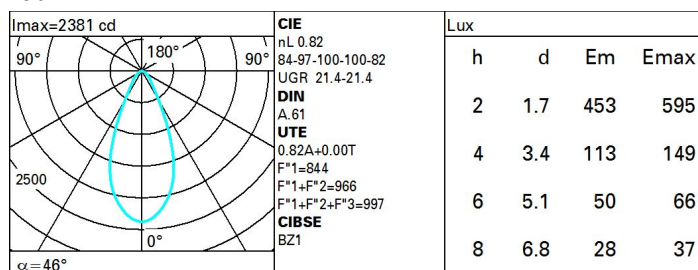 Imax=2381 cd
90° 180° 90°
2500
0°
α=46°
CIE
nL 0.82
84-97-100-100-82
UGR 21.4-21.4
DIN
A.61
UTE
0.82A+0.00T
F"1=844
F"1+F"2=966
F"1+F"2+F"3=997
CIBSE
BZ1
Lux
h d Em Emax
2 1.7 453 595
4 3.4 113 149
6 5.1 50 66
8 6.8 28 37